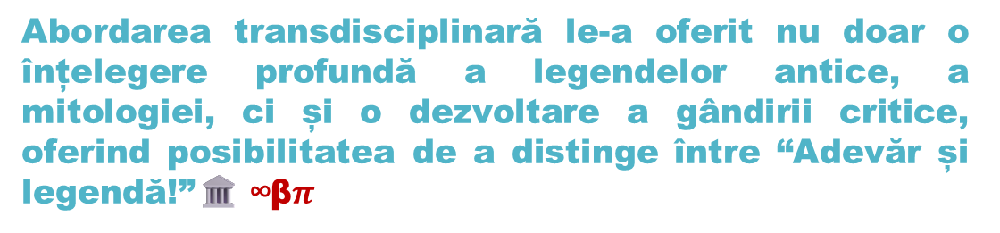 Abordarea transdisciplinară le-a oferit nu doar o
înțelegere profundă a legendelor antice, a
mitologiei, ci și o dezvoltare a gândirii critice,
oferind posibilitatea de a distinge între “Adevăr și
legendă!”🏛️ ∞β𝜋